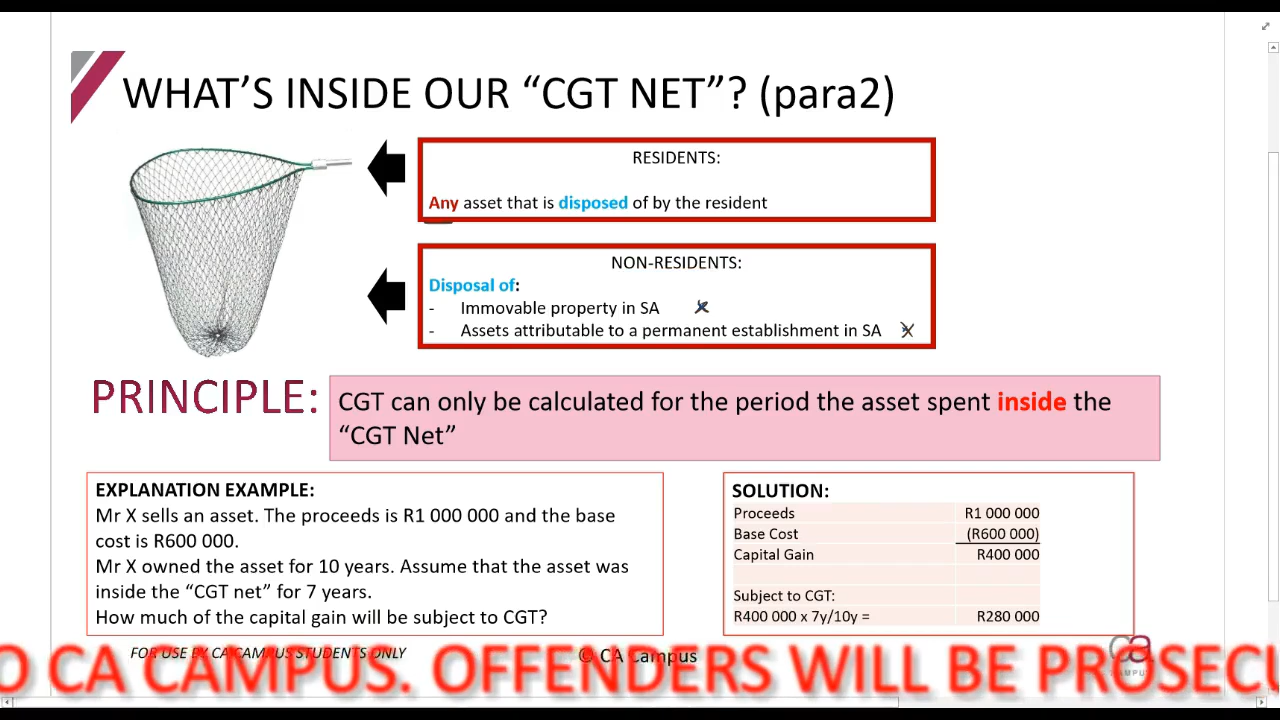 WHAT'S INSIDE OUR “CGT NET”? (para2)
RESIDENTS:
Any asset that is disposed of by the resident
NON-RESIDENTS:
Disposal of:
- Immovable property in SA
- Assets attributable to a permanent establishment in SA
PRINCIPLE:
CGT can only be calculated for the period the asset spent inside the
“CGT Net”
EXPLANATION EXAMPLE:
Mr X sells an asset. The proceeds is R1 000 000 and the base
cost is R600 000.
Mr X owned the asset for 10 years. Assume that the asset was
inside the “CGT net” for 7 years.
How much of the capital gain will be subject to CGT?
SOLUTION:
Proceeds R1 000 000
Base Cost (R600 000)
Capital Gain R400 000
Subject to CGT:
R400 000 x 7y/10y = R280 000
FOR USE BY CA CAMPUS STUDENTS ONLY
© CA Campus
ca
CAMPUS
O CA CAMPUS. OFFENDERS WILL BE PROSECU